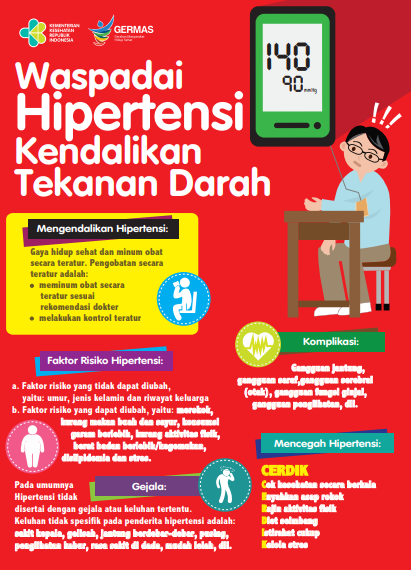 KEMENTERIAN
KESEHATAN
REPUBLIK
INDONESIA
GERMAS
Gerakan Masyarakat
Hidup Sehat
140
90 mmHg
Waspadai
Hipertensi
Kendalikan
Tekanan Darah
Mengendalikan Hipertensi:
Gaya hidup sehat dan minum obat
secara teratur. Pengobatan secara
teratur adalah:
• meminum obat secara
teratur sesuai
rekomendasi dokter
• melakukan kontrol teratur
Komplikasi:
Gangguan jantung,
gangguan saraf,gangguan serebral
(otak), gangguan fungsi ginjal,
gangguan penglihatan, dll.
Faktor Risiko Hipertensi:
a. Faktor risiko yang tidak dapat diubah,
yaitu: umur, jenis kelamin dan riwayat keluarga
b. Faktor risiko yang dapat diubah, yaitu: merokok,
kurang makan buah dan sayur, konsumsi
garam berlebih, kurang aktivitas fisik,
berat badan berlebih/kegemukan,
dislipidemia dan stres.
Mencegah Hipertensi:
CERDIK
Cek kesehatan secara berkala
Enyahkan asap rokok
Rajin aktivitas fisik
Diet seimbang
Istirahat cukup
Kelola stres
Gejala:
Pada umumnya
Hipertensi tidak
disertai dengan gejala atau keluhan tertentu.
Keluhan tidak spesifik pada penderita hipertensi adalah:
sakit kepala, gelisah, jantung berdebar-debar, pusing,
penglihatan kabur, rasa sakit di dada, mudah lelah, dll.